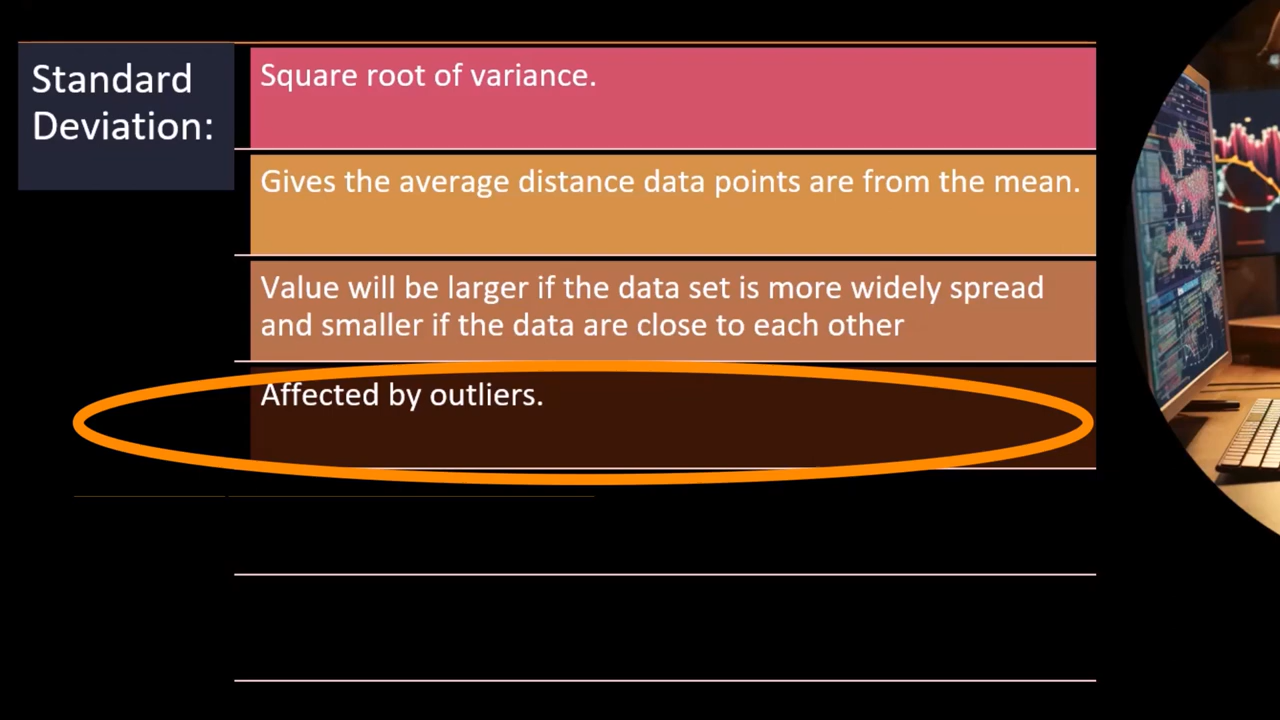 Standard
Deviation:
Square root of variance.
Gives the average distance data points are from the mean.
Value will be larger if the data set is more widely spread
and smaller if the data are close to each other
Affected by outliers.